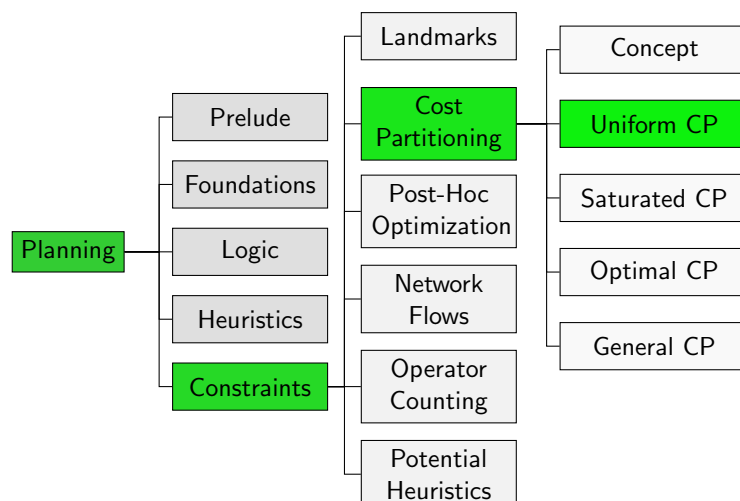 Planning
Prelude
Foundations
Logic
Heuristics
Constraints
Landmarks
Cost
Partitioning
Post-Hoc
Optimization
Network
Flows
Operator
Counting
Potential
Heuristics
Concept
Uniform CP
Saturated CP
Optimal CP
General CP